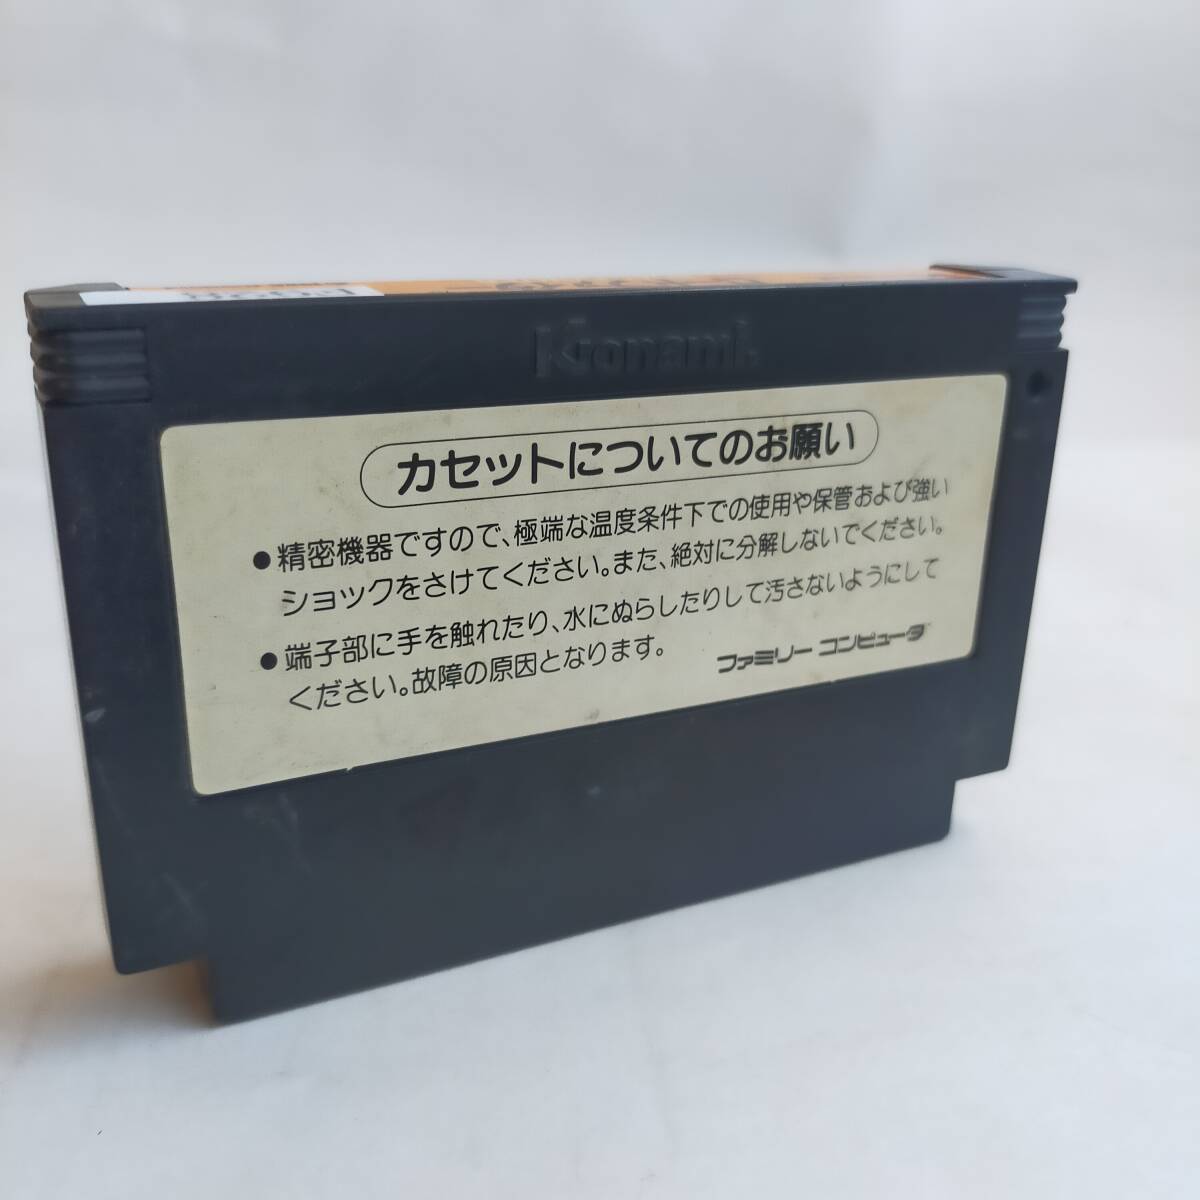 Konami
カセットについてのお願い
●精密機器ですので、極端な温度条件下での使用や保管および強い
ショックをさけてください。また、絶対に分解しないでください。
●端子部に手を触れたり、水にぬらしたりして汚さないようにして
ください。故障の原因となります。
ファミリー コンピュータ